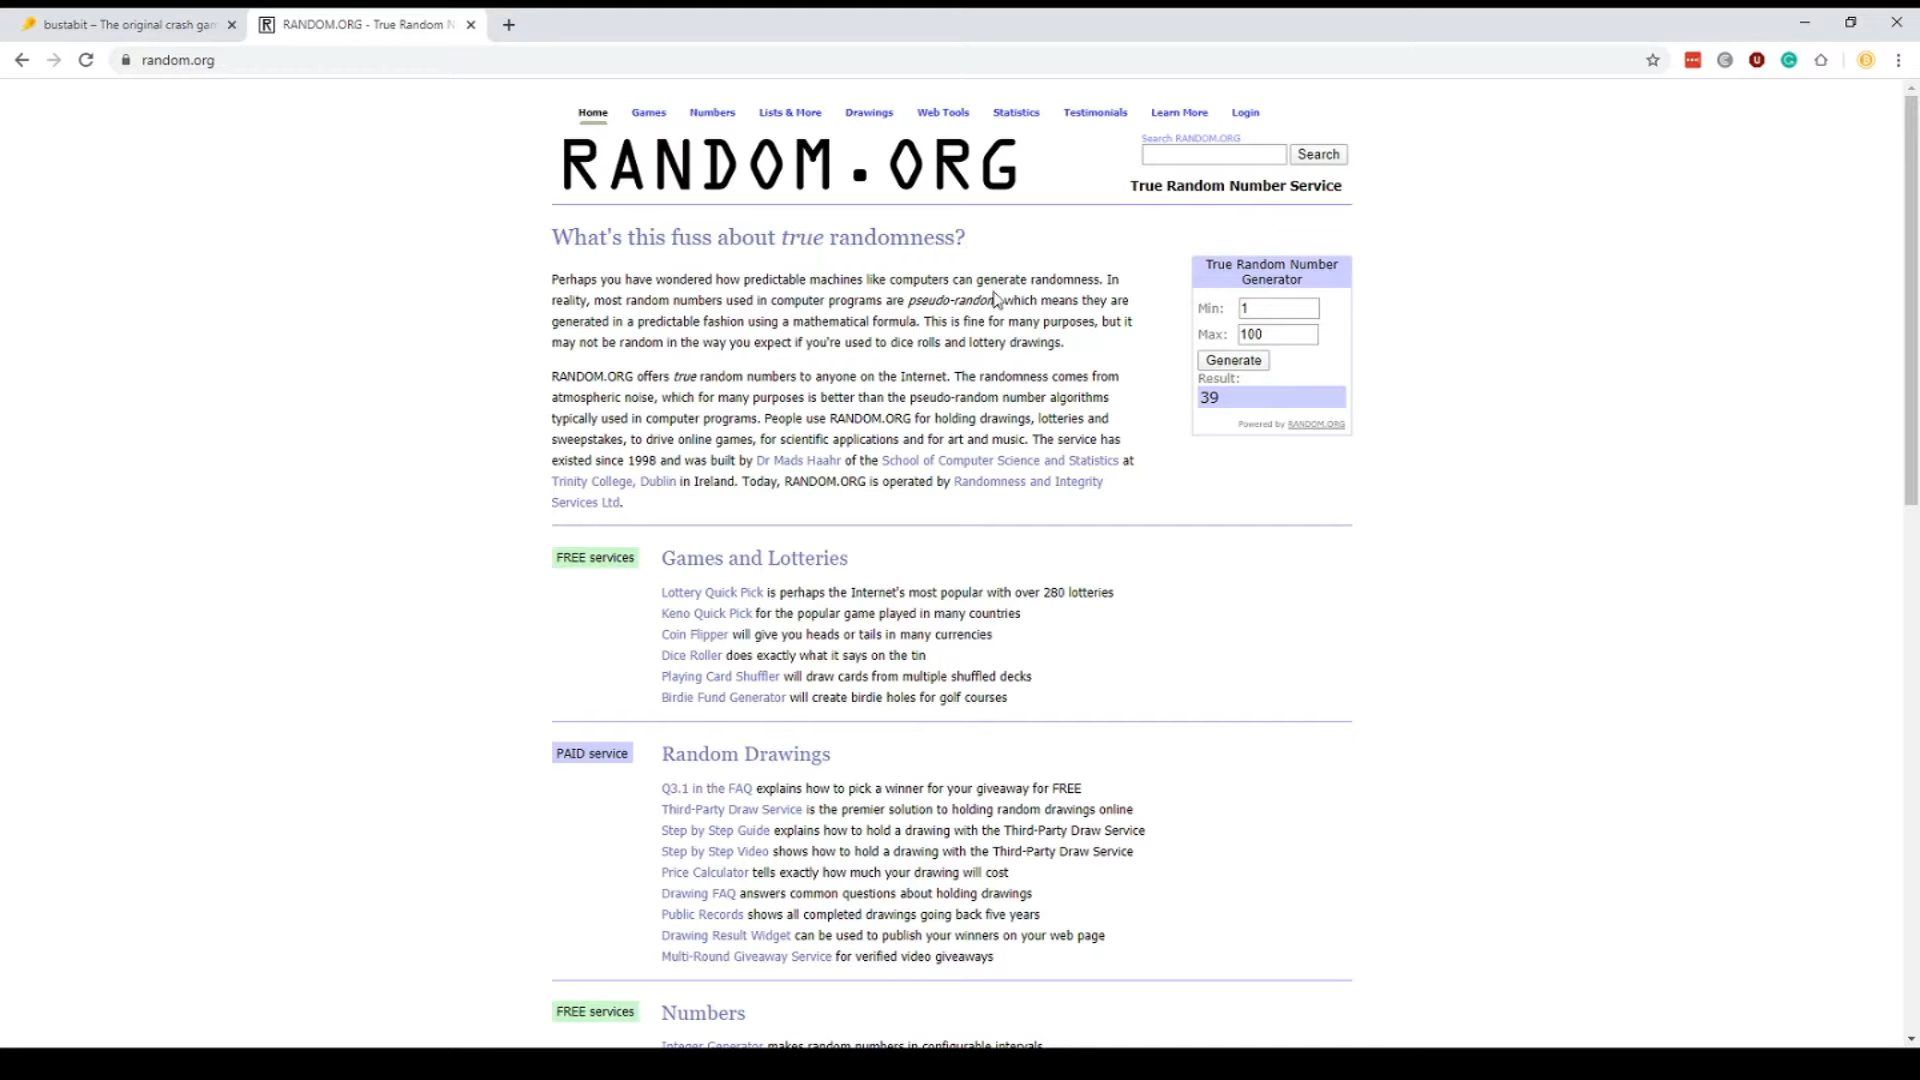 bustabit – The original crash gam
RANDOM.ORG - True Random N
random.org
Home Games Numbers Lists & More Drawings Web Tools Statistics Testimonials Learn More Login
RANDOM.ORG
Search RANDOM.ORG
Search
True Random Number Service
What's this fuss about true randomness?
Perhaps you have wondered how predictable machines like computers can generate randomness. In
reality, most random numbers used in computer programs are pseudo-random, which means they are
generated in a predictable fashion using a mathematical formula. This is fine for many purposes, but it
may not be random in the way you expect if you're used to dice rolls and lottery drawings.
RANDOM.ORG offers true random numbers to anyone on the Internet. The randomness comes from
atmospheric noise, which for many purposes is better than the pseudo-random number algorithms
typically used in computer programs. People use RANDOM.ORG for holding drawings, lotteries and
sweepstakes, to drive online games, for scientific applications and for art and music. The service has
existed since 1998 and was built by Dr Mads Haahr of the School of Computer Science and Statistics at
Trinity College, Dublin in Ireland. Today, RANDOM.ORG is operated by Randomness and Integrity
Services Ltd.
True Random Number
Generator
Min: 1
Max: 100
Generate
Result:
39
Powered by RANDOM.ORG
FREE services
Games and Lotteries
Lottery Quick Pick is perhaps the Internet's most popular with over 280 lotteries
Keno Quick Pick for the popular game played in many countries
Coin Flipper will give you heads or tails in many currencies
Dice Roller does exactly what it says on the tin
Playing Card Shuffler will draw cards from multiple shuffled decks
Birdie Fund Generator will create birdie holes for golf courses
PAID service
Random Drawings
Q3.1 in the FAQ explains how to pick a winner for your giveaway for FREE
Third-Party Draw Service is the premier solution to holding random drawings online
Step by Step Guide explains how to hold a drawing with the Third-Party Draw Service
Step by Step Video shows how to hold a drawing with the Third-Party Draw Service
Price Calculator tells exactly how much your drawing will cost
Drawing FAQ answers common questions about holding drawings
Public Records shows all completed drawings going back five years
Drawing Result Widget can be used to publish your winners on your web page
Multi-Round Giveaway Service for verified video giveaways
FREE services
Numbers
Integer Generator makes random numbers in configurable intervals